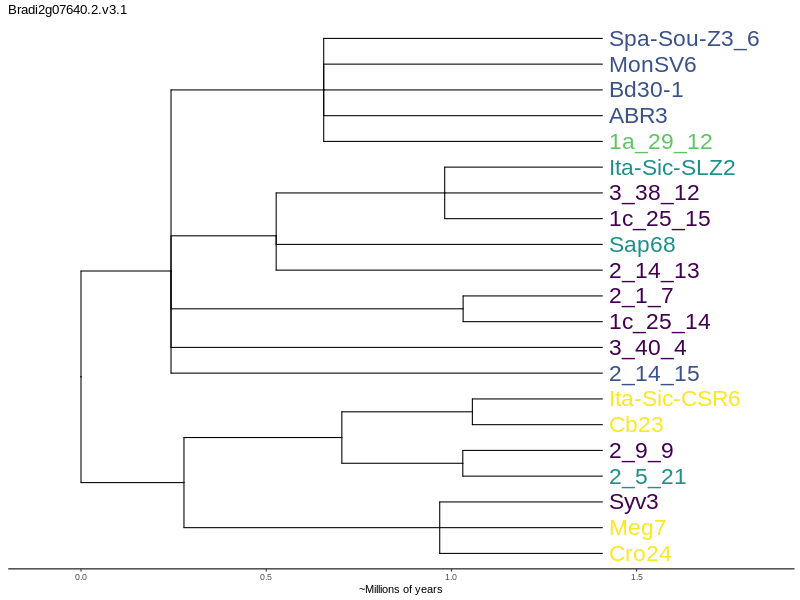 Bradi2g07640.2.v3.1
Spa-Sou-Z3_6
MonSV6
Bd30-1
ABR3
1a_29_12
Ita-Sic-SLZ2
3_38_12
1c_25_15
Sap68
2_14_13
2_1_7
1c_25_14
3_40_4
2_14_15
Ita-Sic-CSR6
Cb23
2_9_9
2_5_21
Syv3
Meg7
Cro24
0.0 0.5 1.0 1.5
~Millions of years